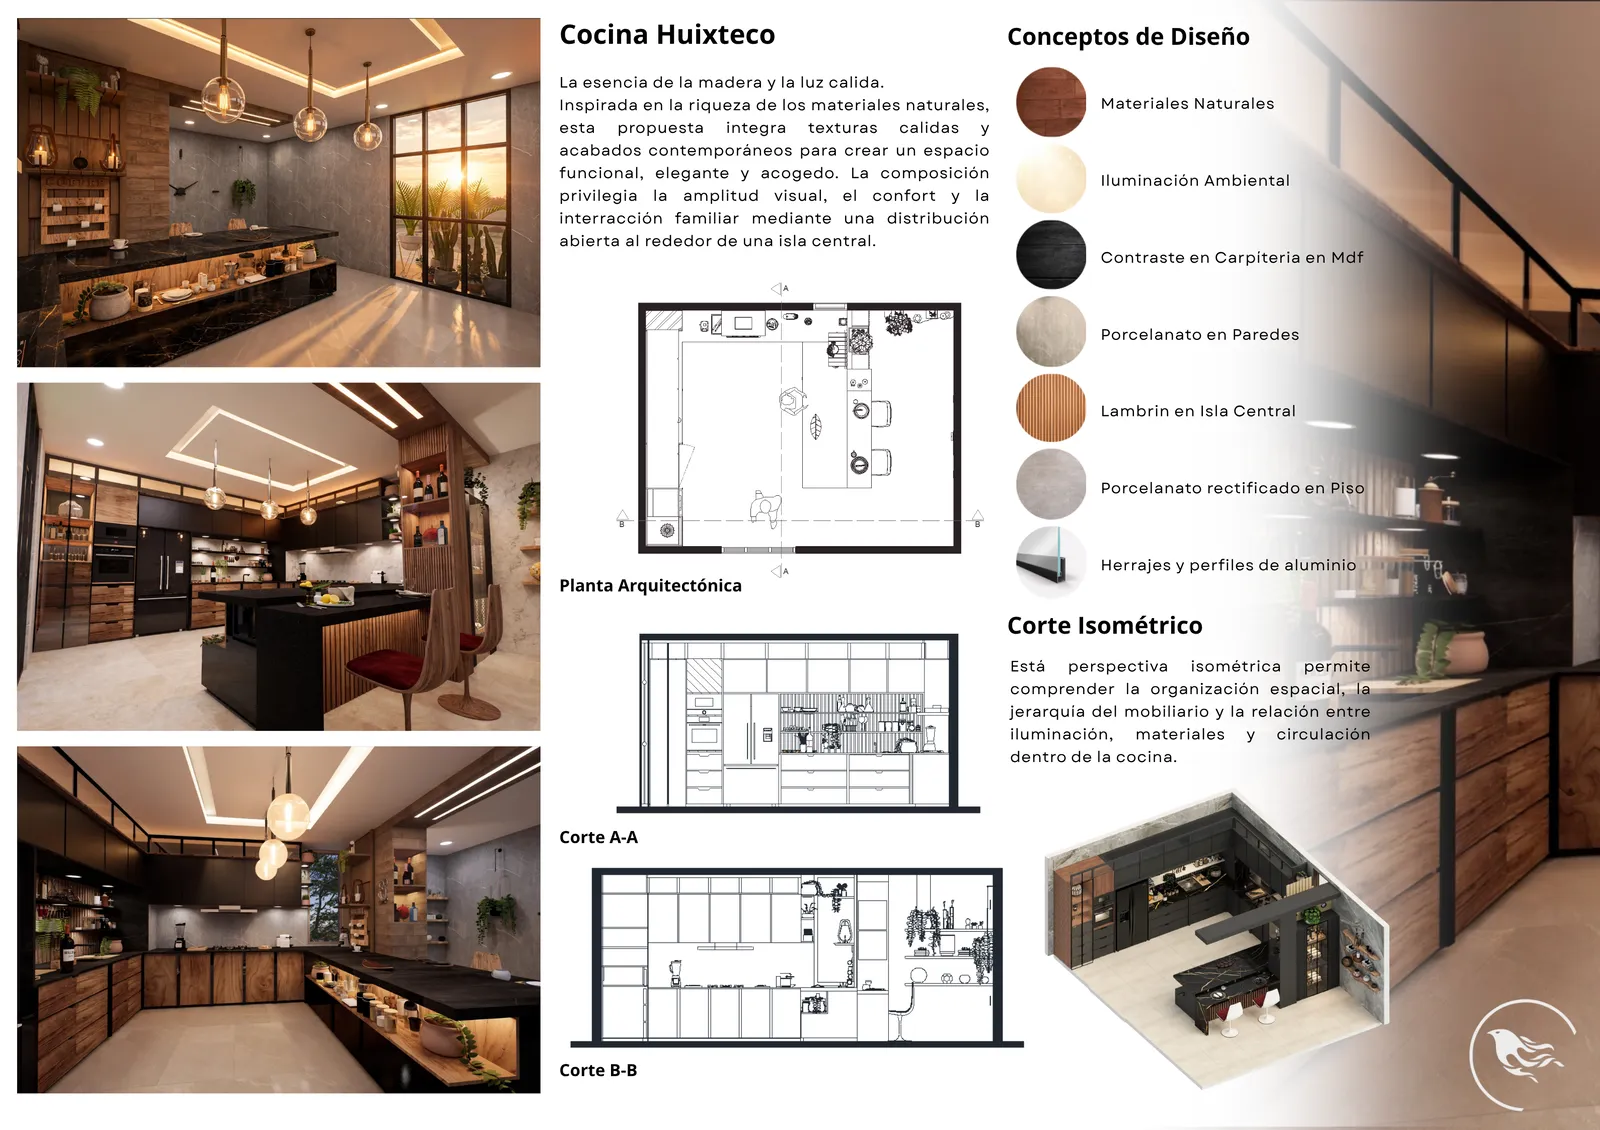 Cocina Huixteco
La esencia de la madera y la luz calida.
Inspirada en la riqueza de los materiales naturales,
esta propuesta integra texturas calidas y
acabados contemporáneos para crear un espacio
funcional, elegante y acogedo. La composición
privilegia la amplitud visual, el confort y la
interracción familiar mediante una distribución
abierta al rededor de una isla central.
A
B
B
A
Planta Arquitectónica
Corte A-A
Corte B-B
Conceptos de Diseño
Materiales Naturales
Iluminación Ambiental
Contraste en Carpiteria en Mdf
Porcelanato en Paredes
Lambrin en Isla Central
Porcelanato rectificado en Piso
Herrajes y perfiles de aluminio
Corte Isométrico
Está perspectiva isométrica permite
comprender la organización espacial, la
jerarquia del mobiliario y la relación entre
iluminación, materiales y circulación
dentro de la cocina.